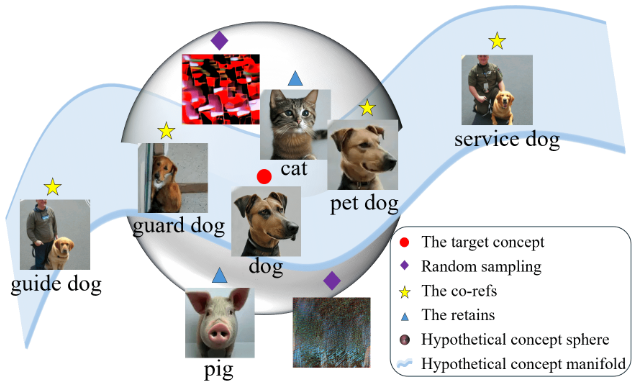 service dog
cat
pet dog
guard dog
dog
guide dog
pig
The target concept
Random sampling
The co-refs
The retains
Hypothetical concept sphere
Hypothetical concept manifold